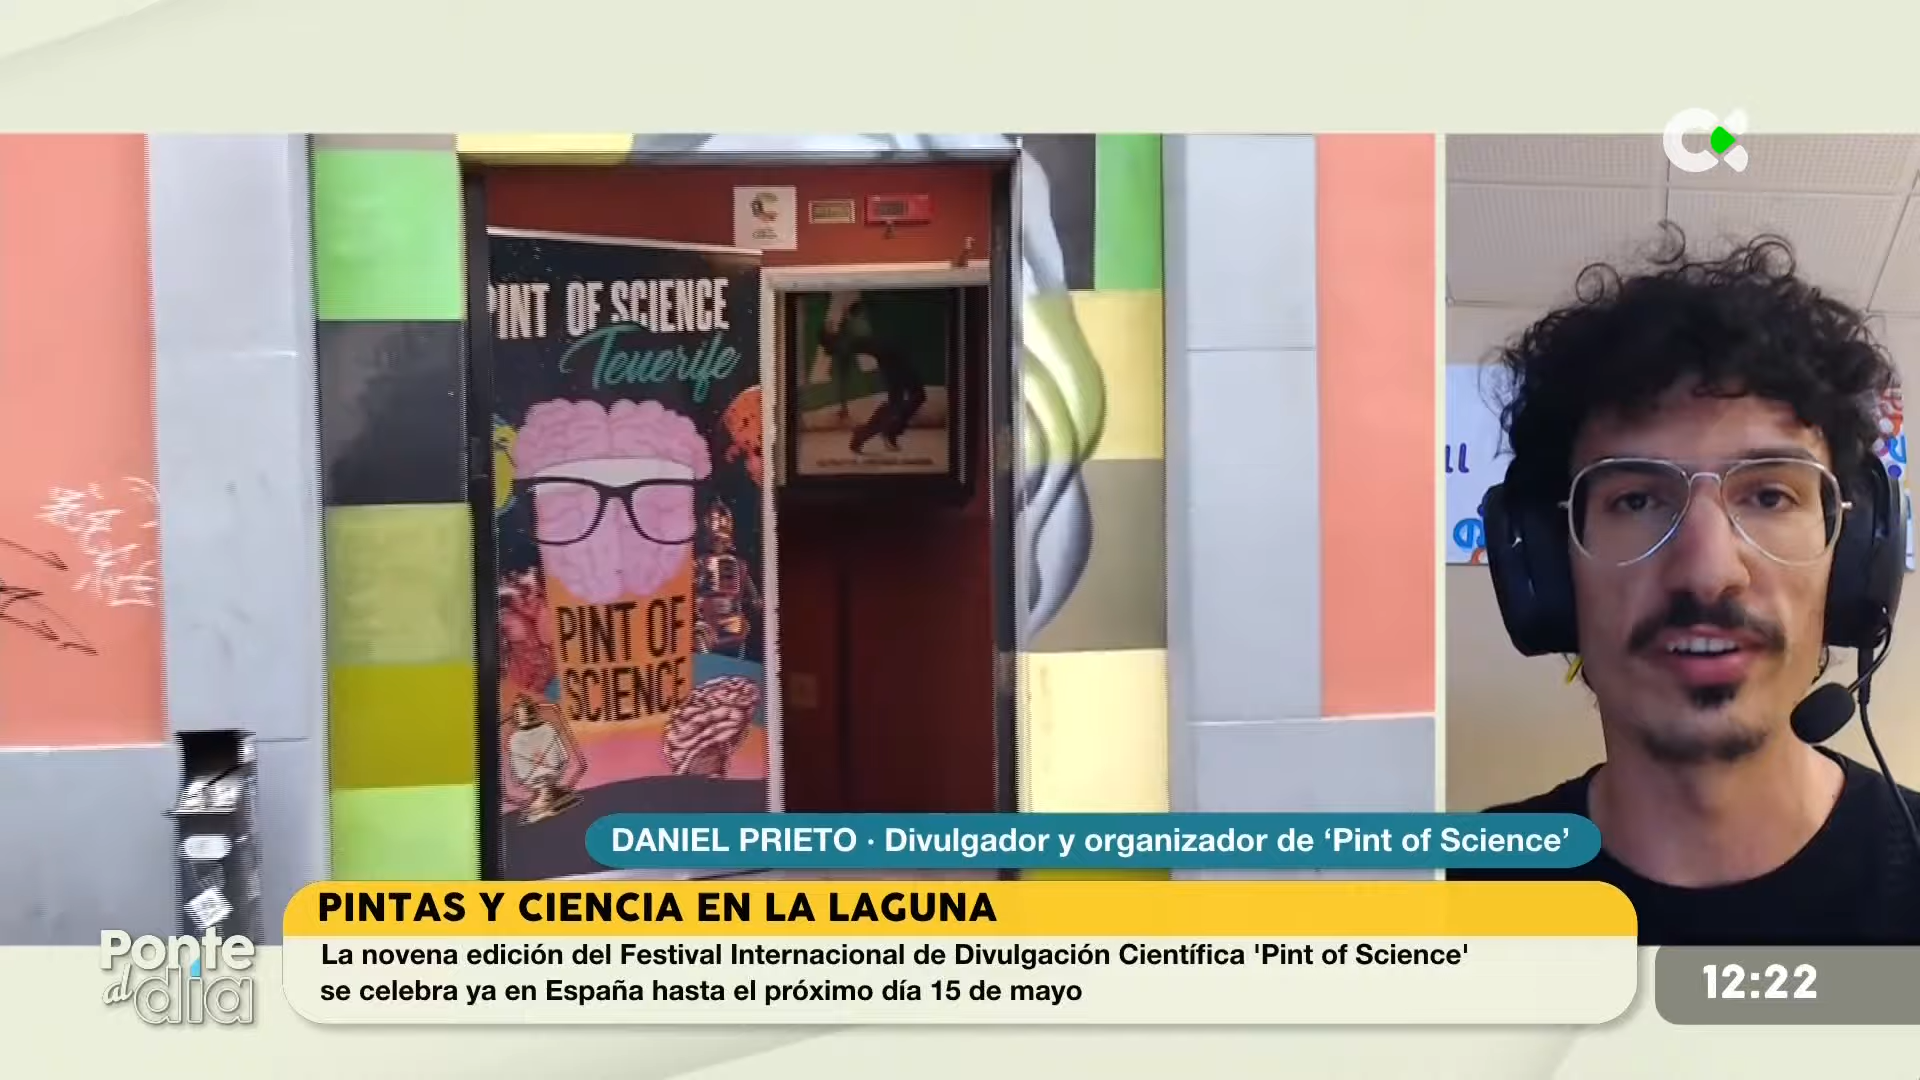 PINT OF SCIENCE
Tenerife
PINT OF
SCIENCE
ll
DANIEL PRIETO · Divulgador y organizador de ‘Pint of Science’
PINTAS Y CIENCIA EN LA LAGUNA
La novena edición del Festival Internacional de Divulgación Científica 'Pint of Science'
se celebra ya en España hasta el próximo día 15 de mayo
Ponte
al día
12:22